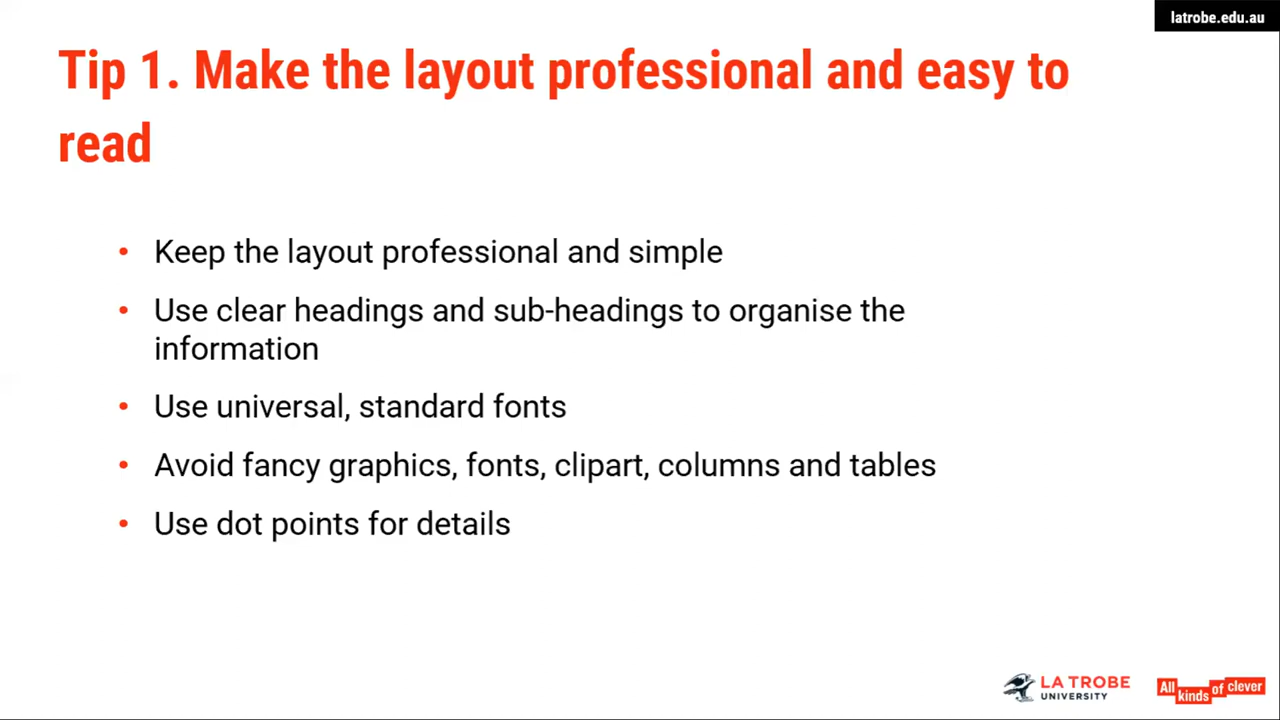 latrobe.edu.au
Tip 1. Make the layout professional and easy to
read
• Keep the layout professional and simple
• Use clear headings and sub-headings to organise the
information
• Use universal, standard fonts
• Avoid fancy graphics, fonts, clipart, columns and tables
• Use dot points for details
LA TROBE
UNIVERSITY
All kinds of clever